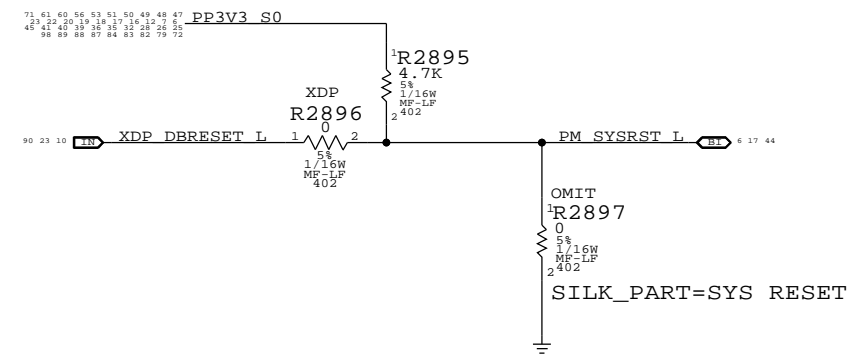 71 61 60 56 53 51 50 49 48 47
23 22 20 19 18 17 16 12 7 6
45 41 40 39 36 35 32 28 26 25
98 89 88 87 84 83 82 79 72
PP3V3_S0
1
R2895
4.7K
5%
1/16W
MF-LF
402
2
XDP
R2896
0
1 2
5%
1/16W
MF-LF
402
90 23 10 IN XDP_DBRESET_L
PM_SYSRST_L BI 6 17 44
OMIT
1
R2897
0
5%
1/16W
MF-LF
402
2
SILK_PART=SYS RESET